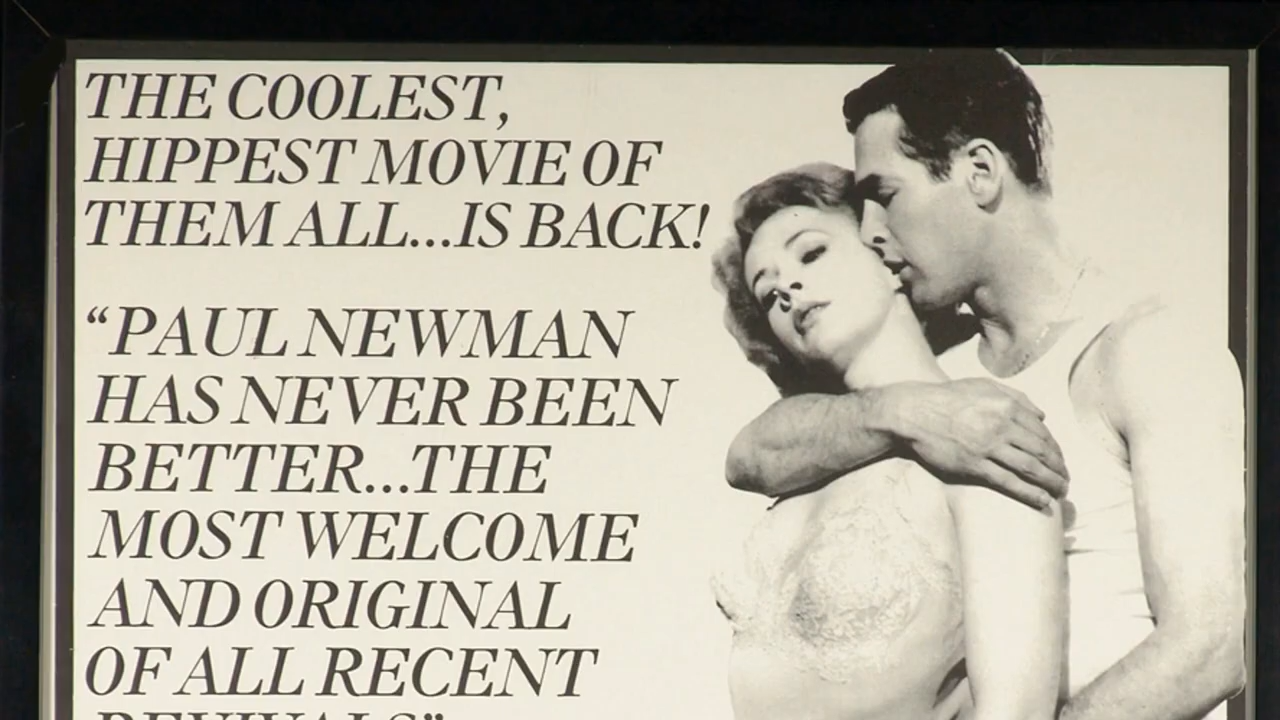 THE COOLEST,
HIPPEST MOVIE OF
THEM ALL...IS BACK!
“PAUL NEWMAN
HAS NEVER BEEN
BETTER...THE
MOST WELCOME
AND ORIGINAL
OF ALL RECENT
REVIVALS”